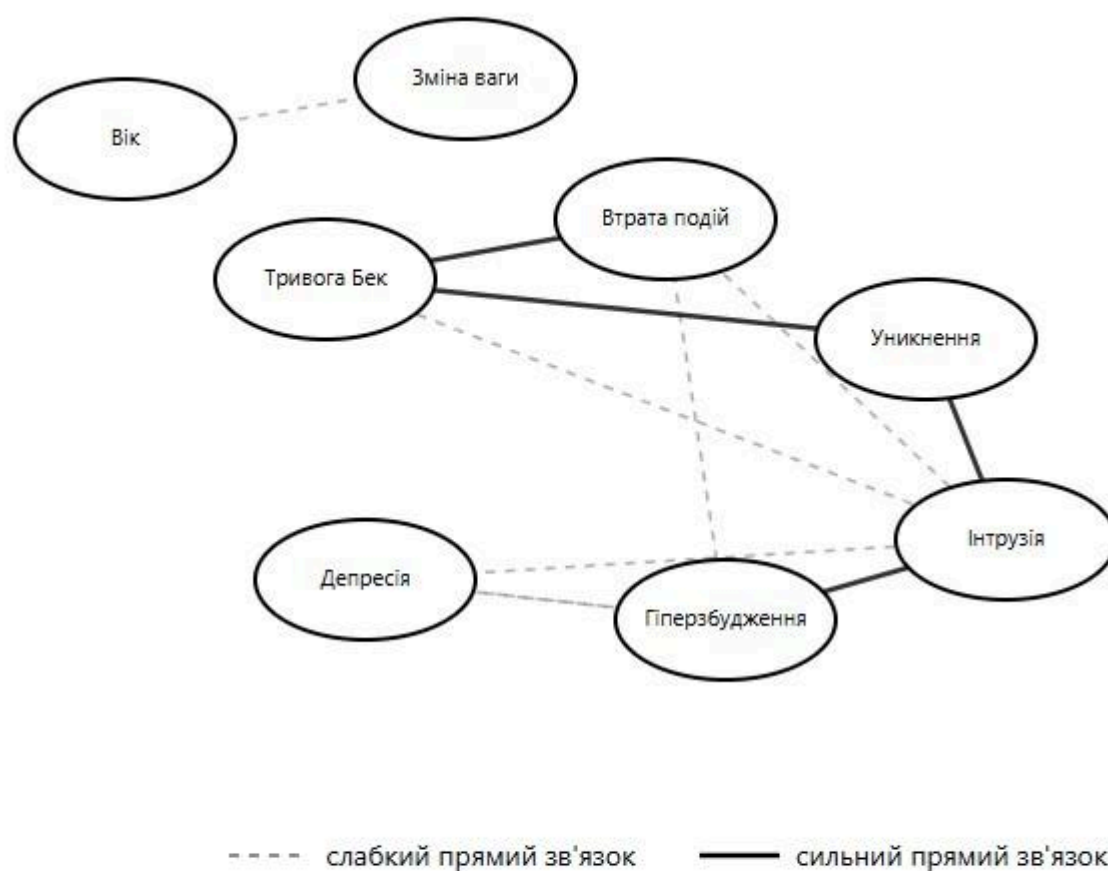 Зміна ваги
Вік
Втрата подій
Тривога Бек
Уникнення
Інтрузія
Депресія
Гіперзбудження
слабкий прямий зв'язок
сильний прямий зв'язок